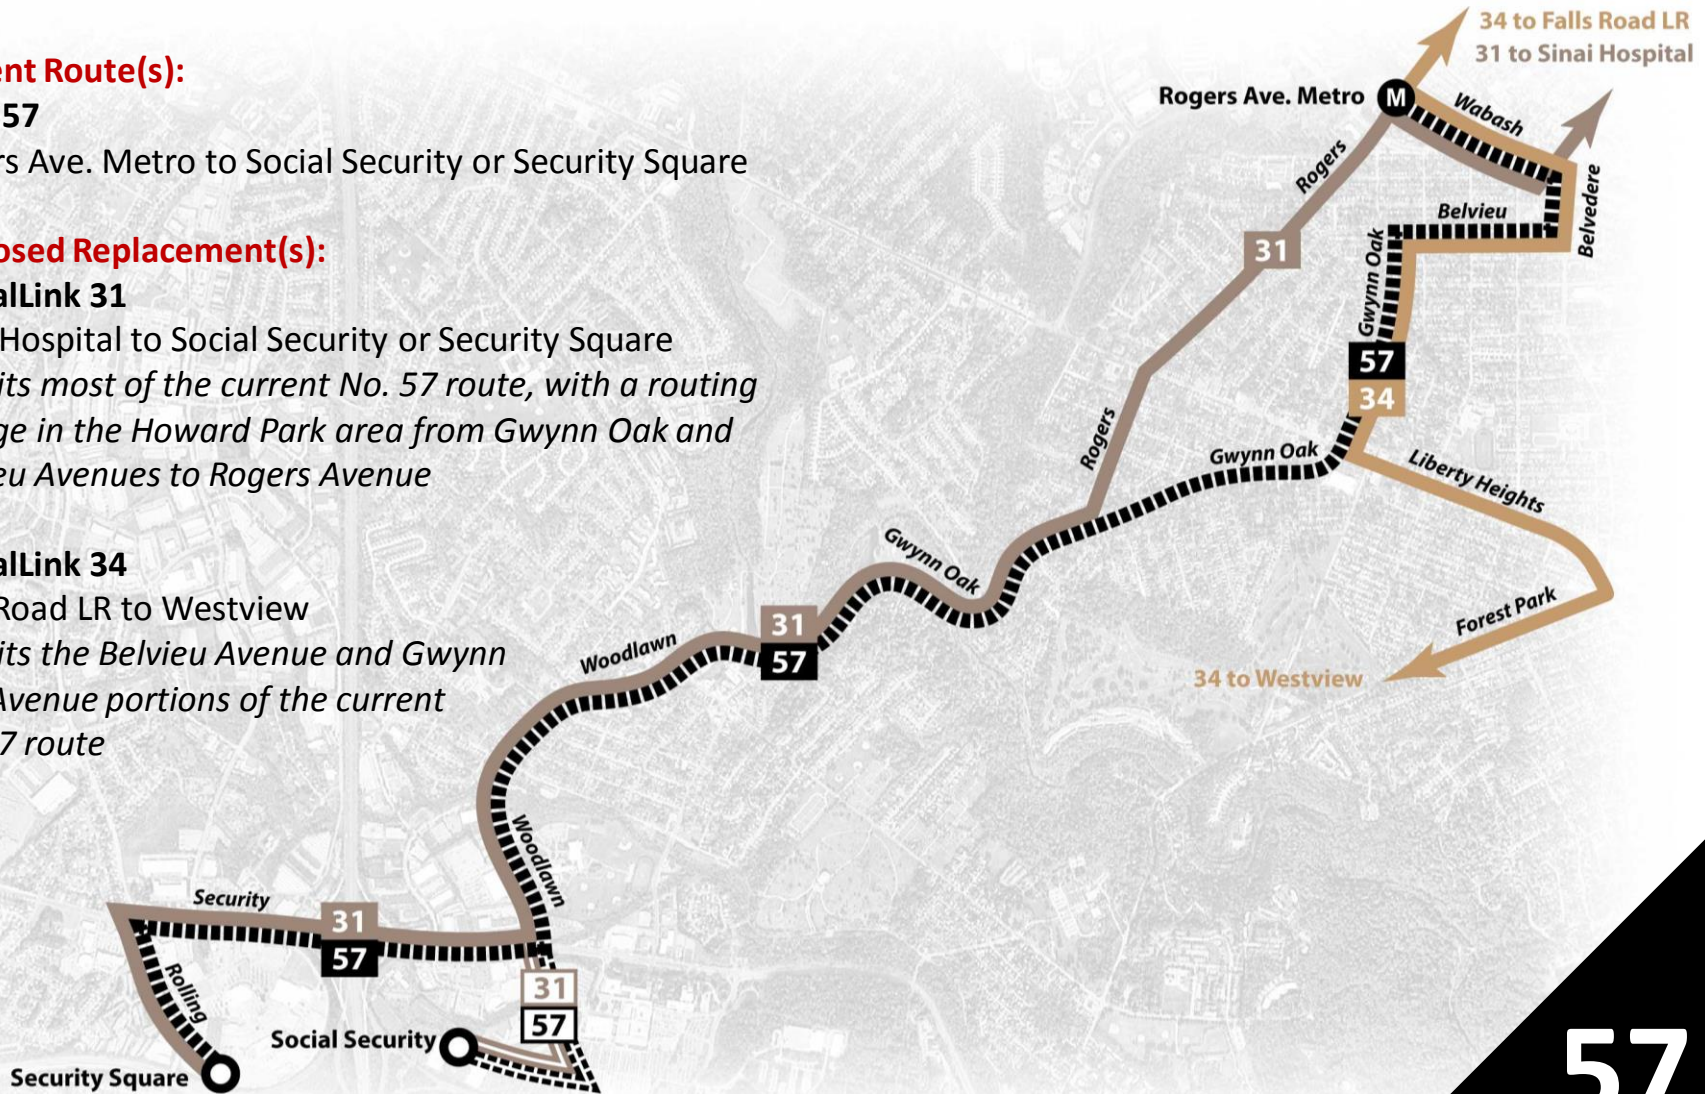 ent Route(s):
57
rs Ave. Metro to Social Security or Security Square
osed Replacement(s):
alLink 31
Hospital to Social Security or Security Square
its most of the current No. 57 route, with a routing
ge in the Howard Park area from Gwynn Oak and
eu Avenues to Rogers Avenue
alLink 34
Road LR to Westview
its the Belvieu Avenue and Gwynn
Avenue portions of the current
7 route
34 to Falls Road LR
31 to Sinai Hospital
Rogers Ave. Metro
M
Wabash
Rogers
Belvedere
Belvieu
31
Gwynn Oak
57
34
Rogers
Gwynn Oak
Liberty Heights
Gwynn Oak
Forest Park
31
57
Woodlawn
34 to Westview
Woodlawn
Security
31
57
Rolling
31
57
Social Security
Security Square
57